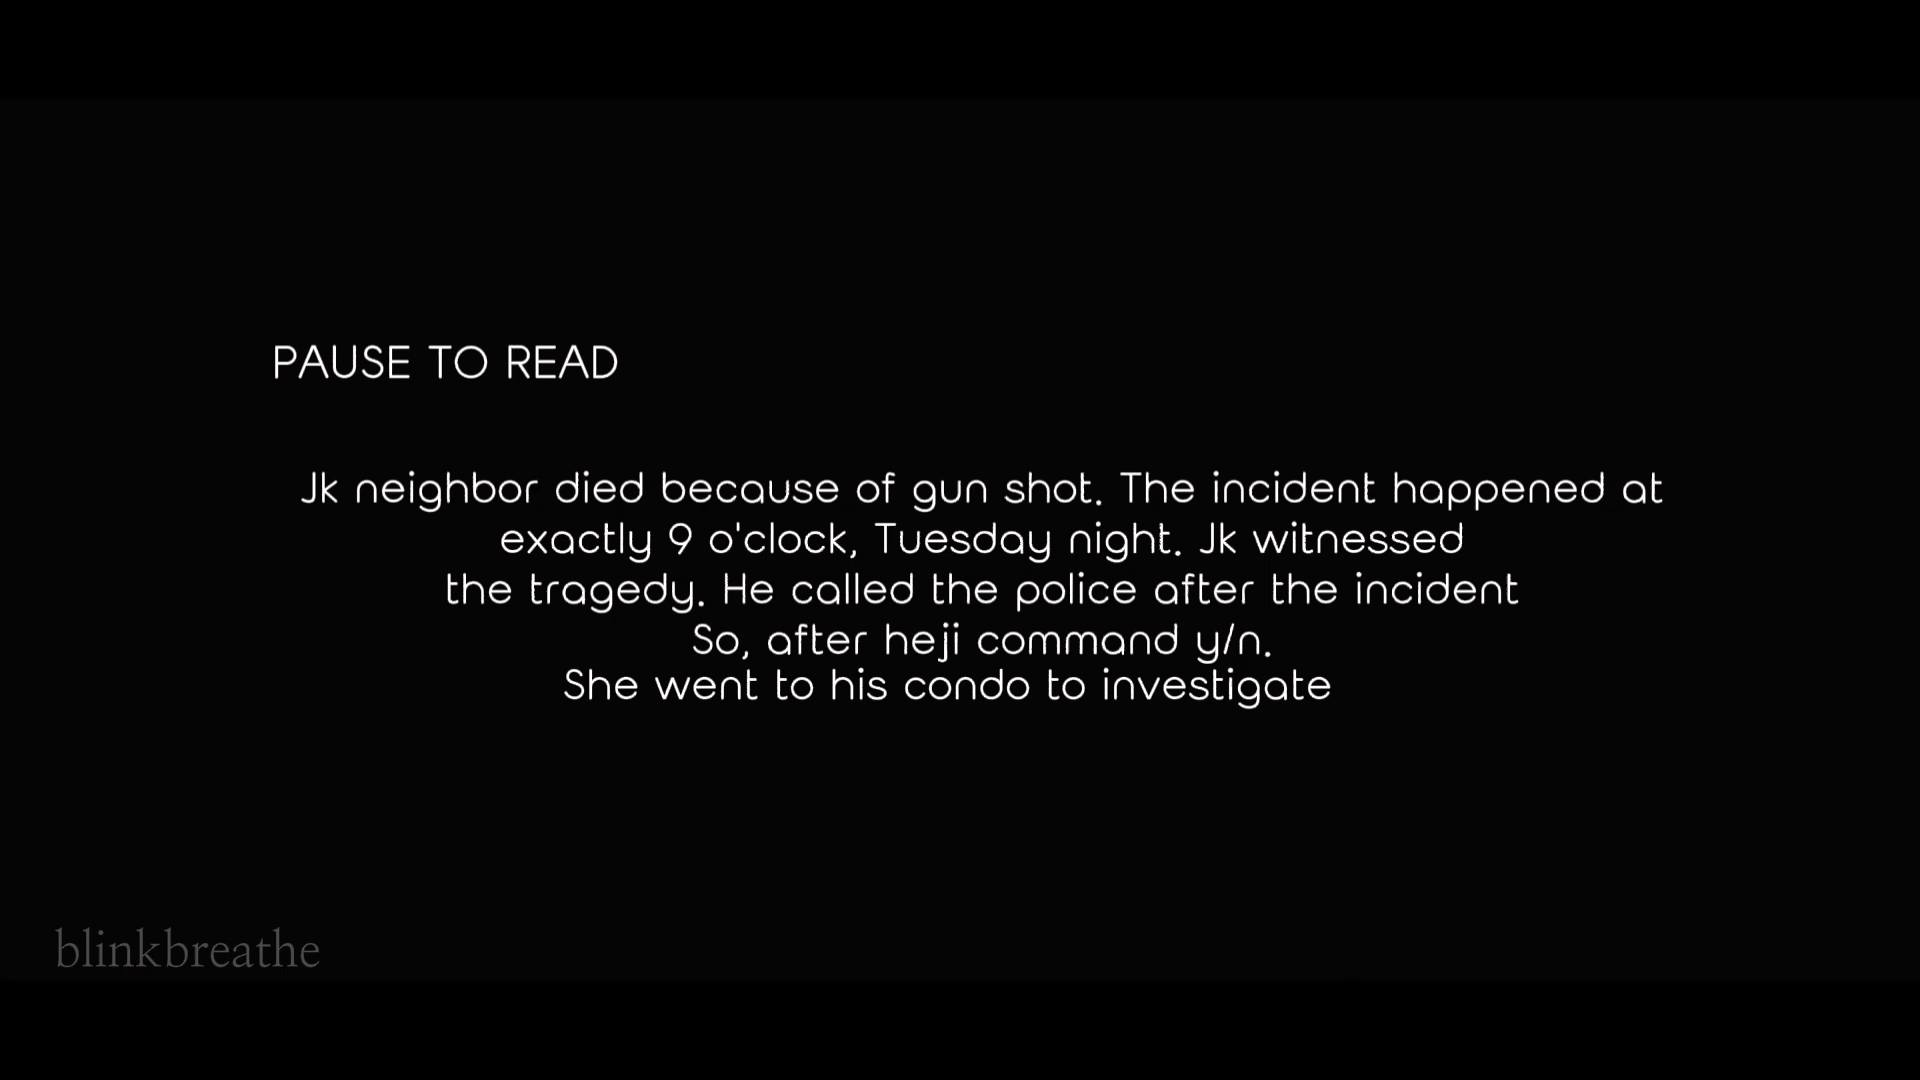 PAUSE TO READ
Jk neighbor died because of gun shot. The incident happened at
exactly 9 o'clock, Tuesday night. Jk witnessed
the tragedy. He called the police after the incident
So, after heji command y/n.
She went to his condo to investigate
blinkbreathe